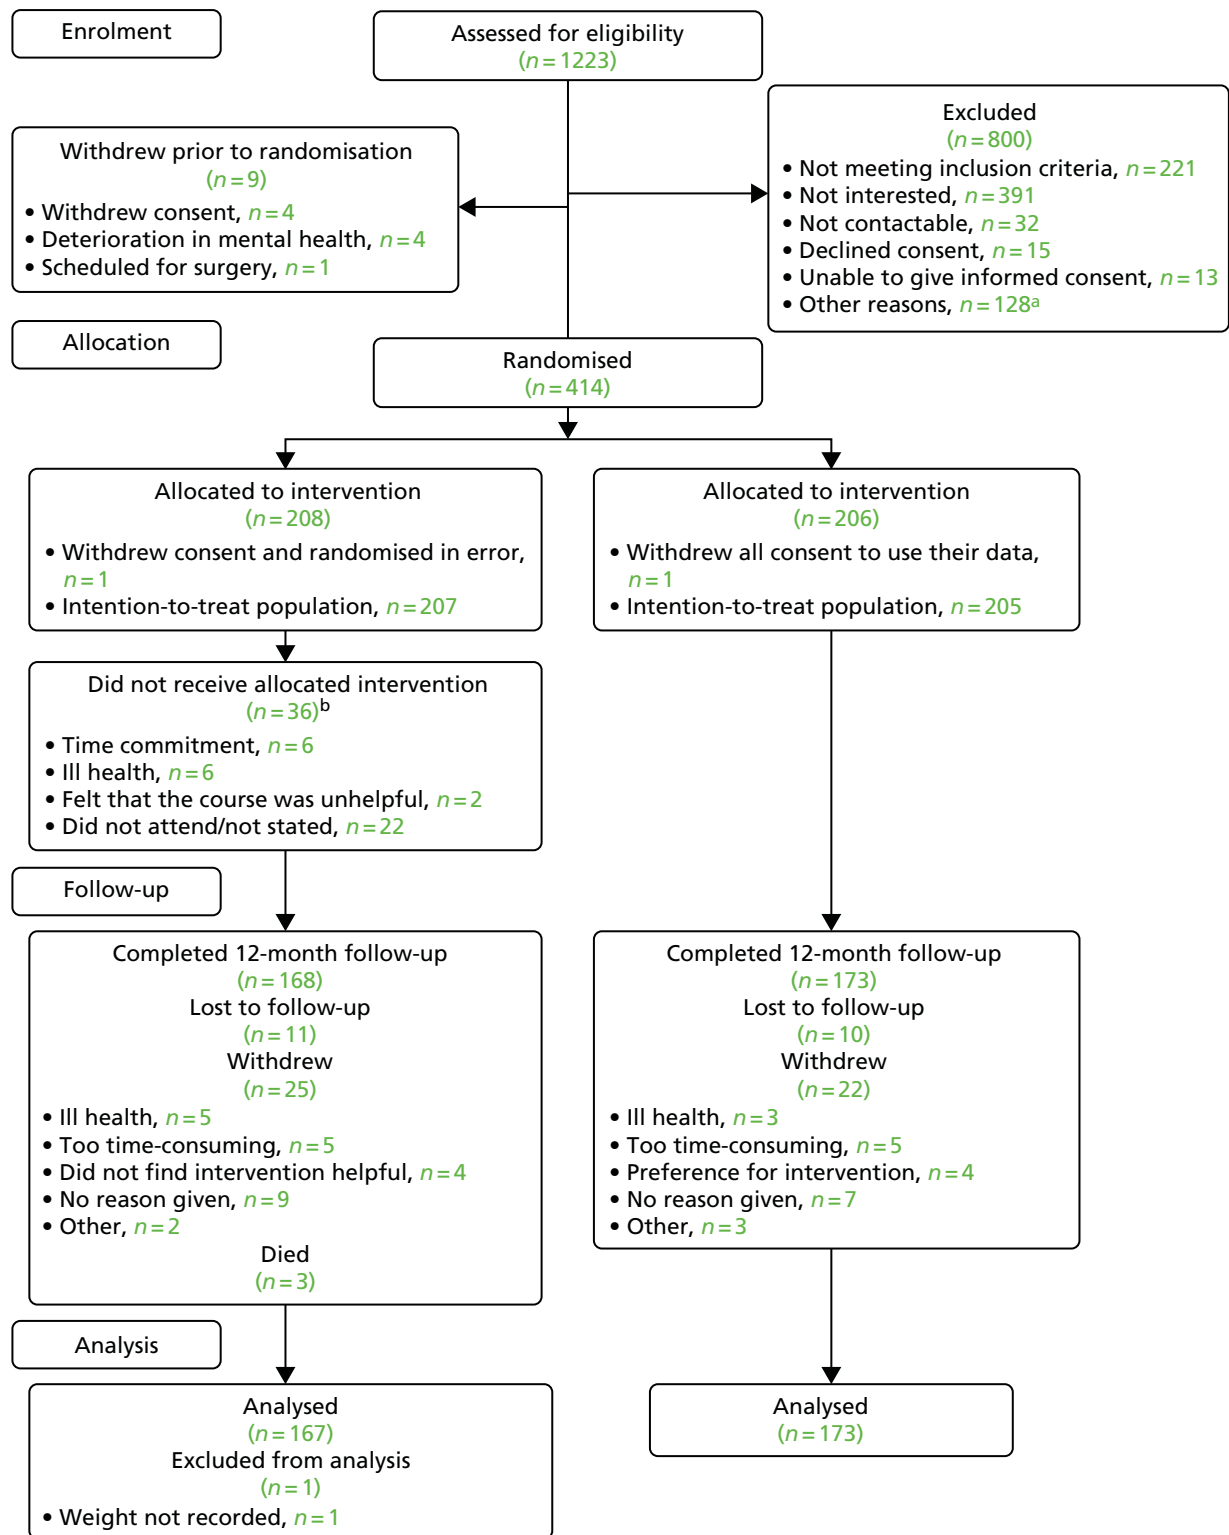 Enrolment
Assessed for eligibility
(n = 1223)
Excluded
(n = 800)
• Not meeting inclusion criteria, n = 221
• Not interested, n = 391
• Not contactable, n = 32
• Declined consent, n = 15
• Unable to give informed consent, n = 13
• Other reasons, n = 128a
Withdrew prior to randomisation
(n = 9)
• Withdrew consent, n = 4
• Deterioration in mental health, n = 4
• Scheduled for surgery, n = 1
Allocation
Randomised
(n = 414)
Allocated to intervention
(n = 208)
• Withdrew consent and randomised in error,
n = 1
• Intention-to-treat population, n = 207
Allocated to intervention
(n = 206)
• Withdrew all consent to use their data,
n = 1
• Intention-to-treat population, n = 205
Did not receive allocated intervention
(n = 36)b
• Time commitment, n = 6
• Ill health, n = 6
• Felt that the course was unhelpful, n = 2
• Did not attend/not stated, n = 22
Follow-up
Completed 12-month follow-up
(n = 168)
Lost to follow-up
(n = 11)
Withdrew
(n = 25)
• Ill health, n = 5
• Too time-consuming, n = 5
• Did not find intervention helpful, n = 4
• No reason given, n = 9
• Other, n = 2
Died
(n = 3)
Completed 12-month follow-up
(n = 173)
Lost to follow-up
(n = 10)
Withdrew
(n = 22)
• Ill health, n = 3
• Too time-consuming, n = 5
• Preference for intervention, n = 4
• No reason given, n = 7
• Other, n = 3
Analysis
Analysed
(n = 167)
Excluded from analysis
(n = 1)
• Weight not recorded, n = 1
Analysed
(n = 173)